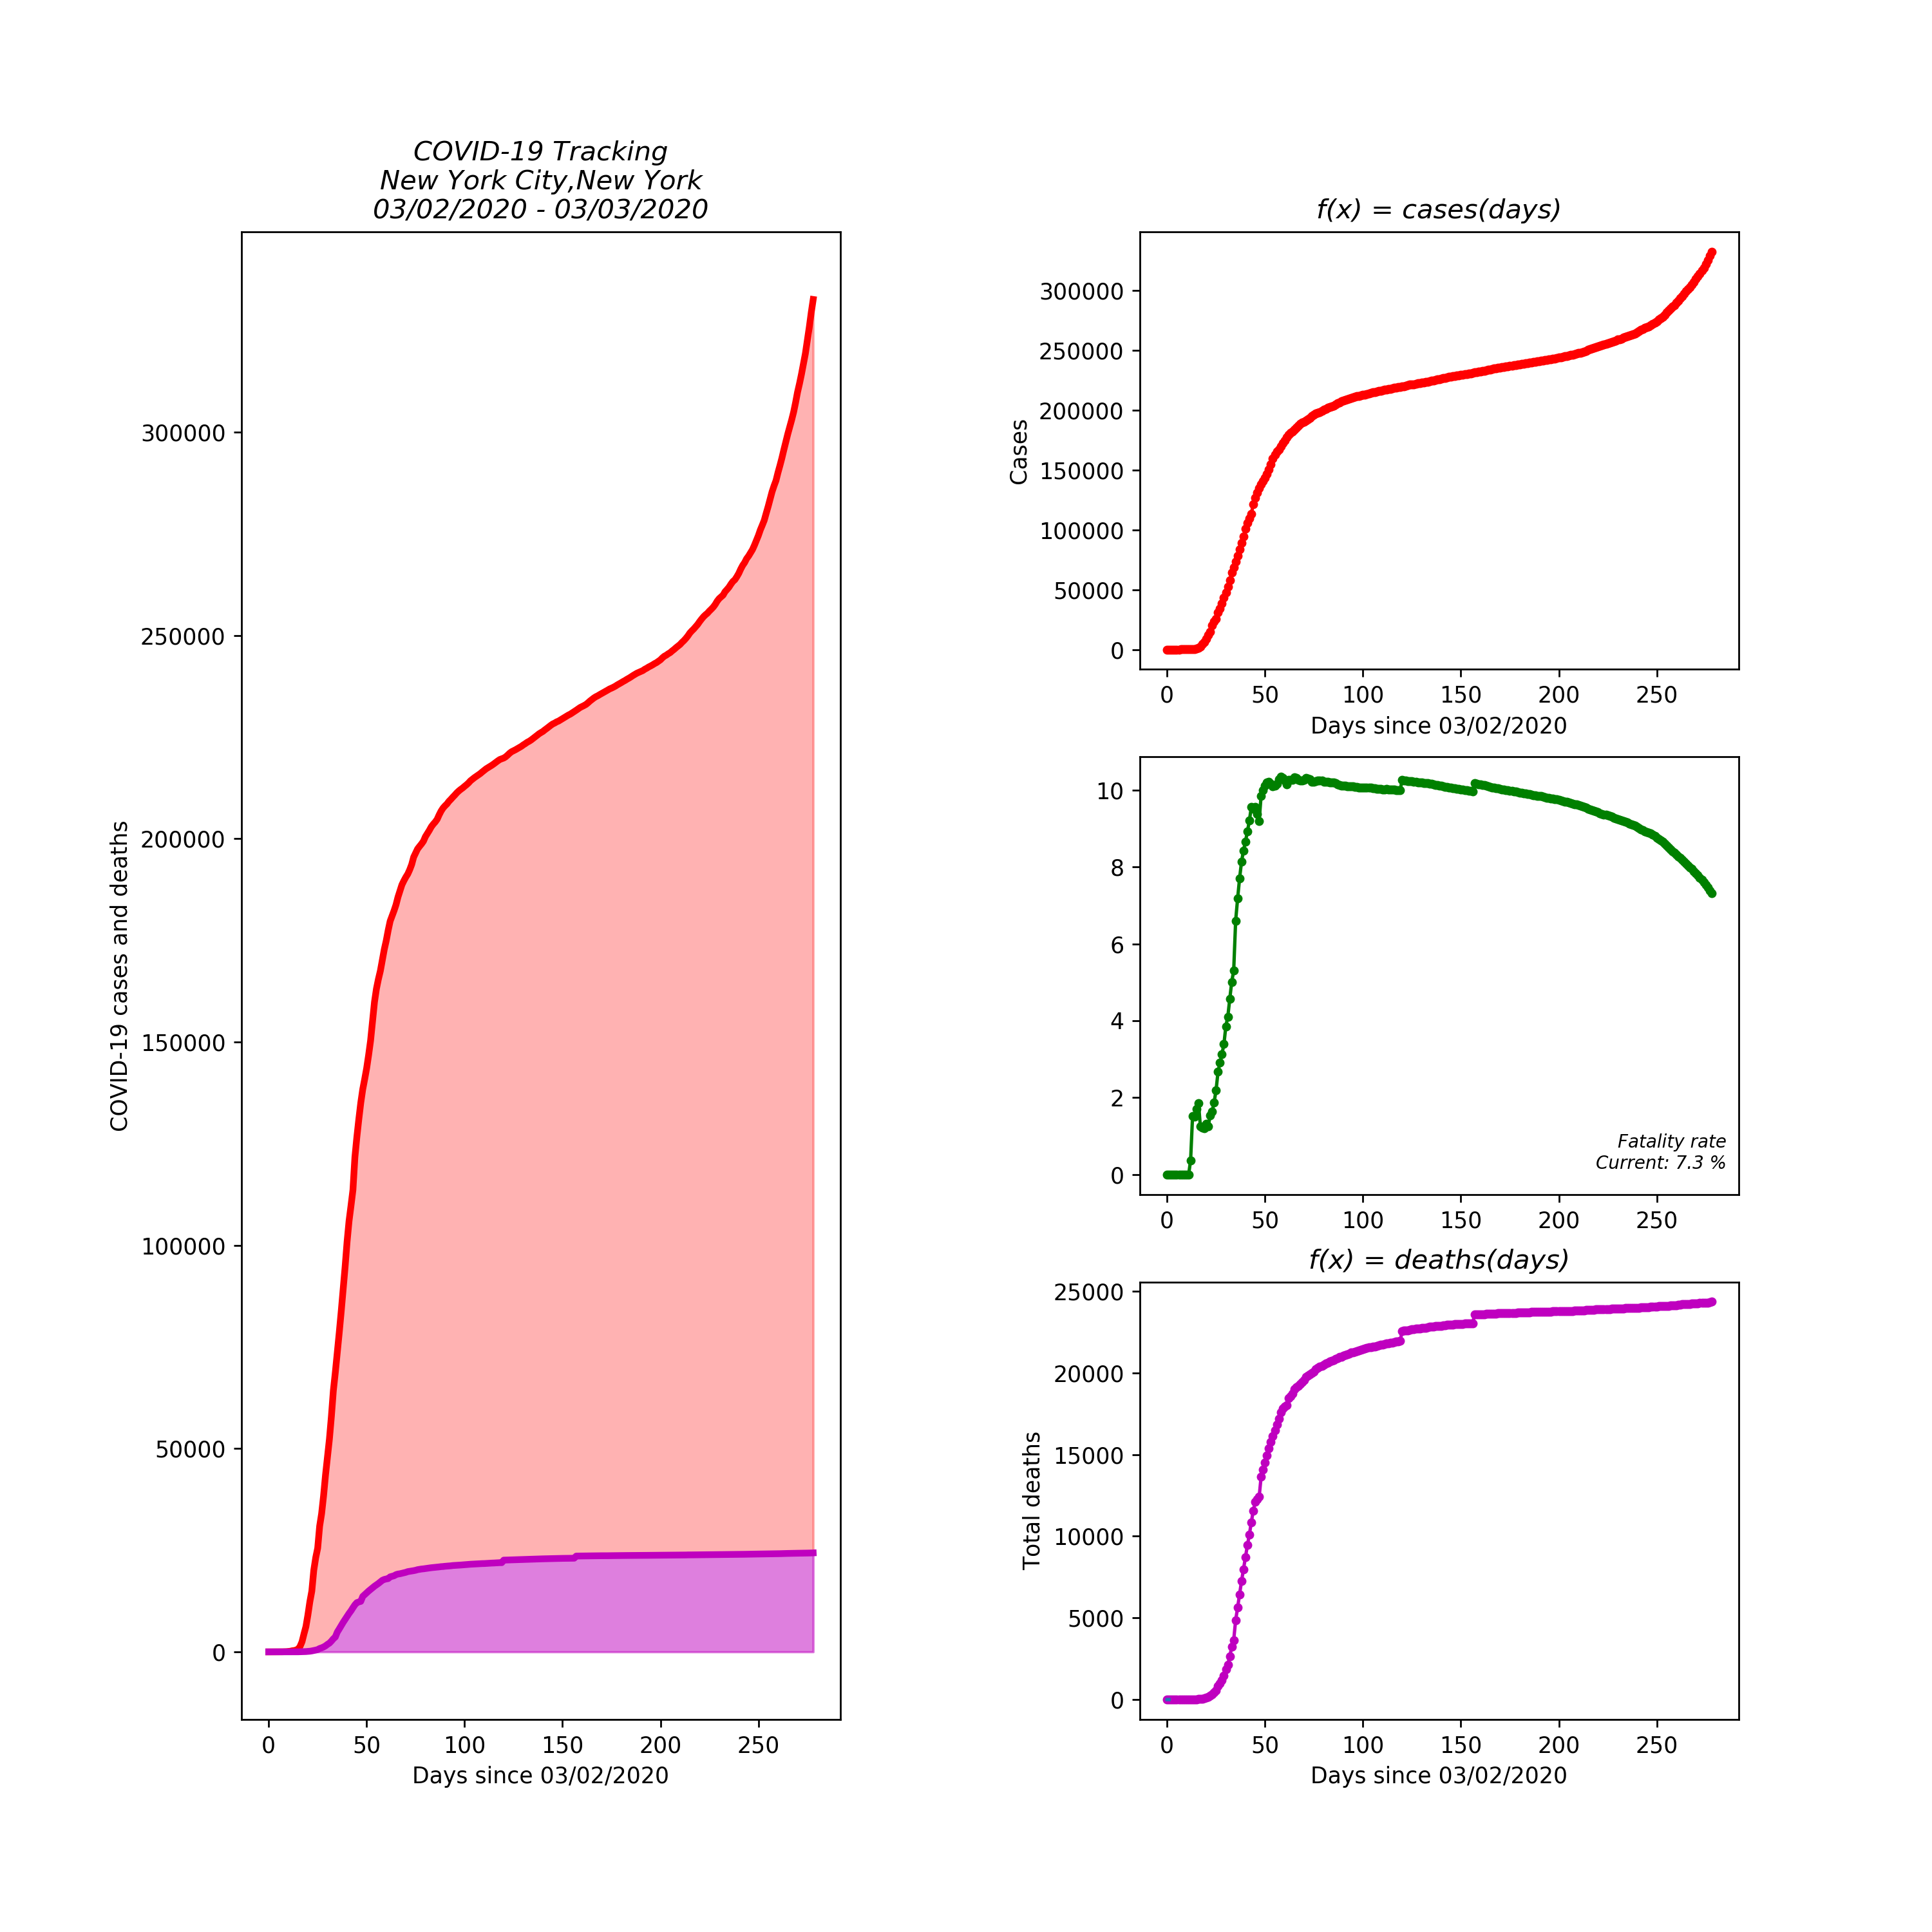 COVID-19 Tracking
New York City,New York
03/02/2020 - 03/03/2020
COVID-19 cases and deaths
300000
250000
200000
150000
100000
50000
0
0 50 100 150 200 250
Days since 03/02/2020
f(x) = cases(days)
Cases
300000
250000
200000
150000
100000
50000
0
0 50 100 150 200 250
Days since 03/02/2020
10
8
6
4
2
0
Fatality rate
Current: 7.3 %
0 50 100 150 200 250
f(x) = deaths(days)
Total deaths
25000
20000
15000
10000
5000
0
0 50 100 150 200 250
Days since 03/02/2020